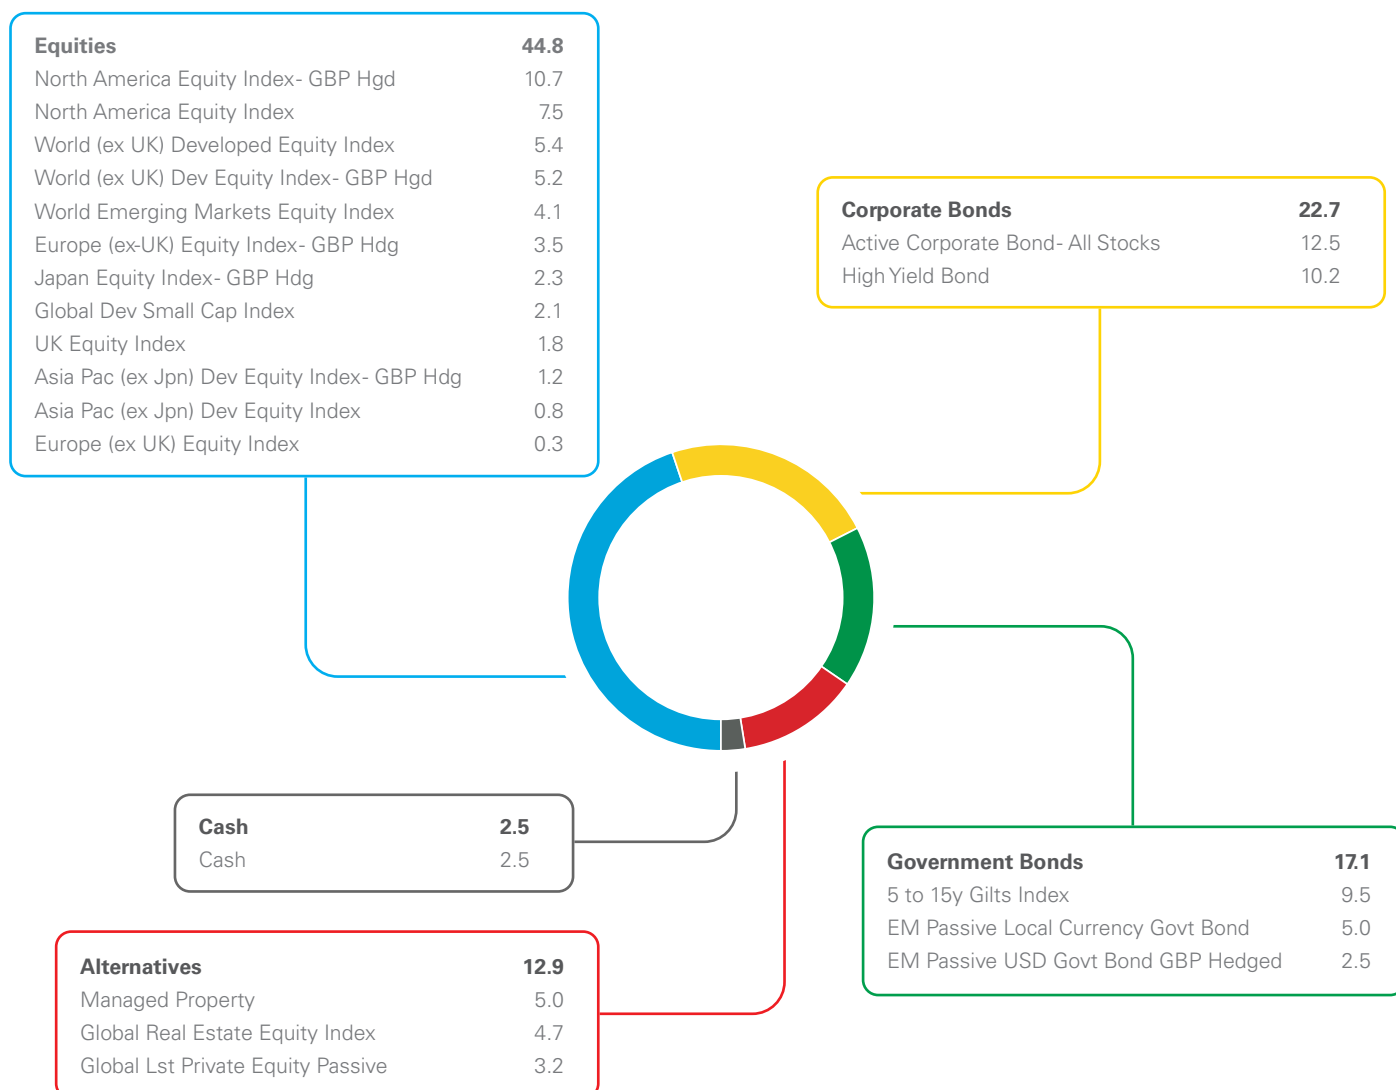 Equities 44.8
North America Equity Index- GBP Hgd 10.7
North America Equity Index 7.5
World (ex UK) Developed Equity Index 5.4
World (ex UK) Dev Equity Index- GBP Hgd 5.2
World Emerging Markets Equity Index 4.1
Europe (ex-UK) Equity Index- GBP Hdg 3.5
Japan Equity Index- GBP Hdg 2.3
Global Dev Small Cap Index 2.1
UK Equity Index 1.8
Asia Pac (ex Jpn) Dev Equity Index- GBP Hdg 1.2
Asia Pac (ex Jpn) Dev Equity Index 0.8
Europe (ex UK) Equity Index 0.3
Corporate Bonds 22.7
Active Corporate Bond- All Stocks 12.5
High Yield Bond 10.2
Cash 2.5
Cash 2.5
Government Bonds 17.1
5 to 15y Gilts Index 9.5
EM Passive Local Currency Govt Bond 5.0
EM Passive USD Govt Bond GBP Hedged 2.5
Alternatives 12.9
Managed Property 5.0
Global Real Estate Equity Index 4.7
Global Lst Private Equity Passive 3.2